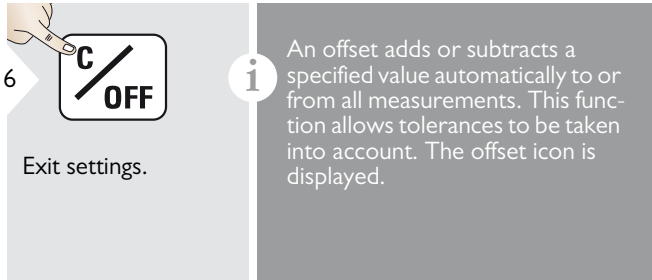 6
C/OFF
Exit settings.
i
An offset adds or subtracts a
specified value automatically to or
from all measurements. This func-
tion allows tolerances to be taken
into account. The offset icon is
displayed.